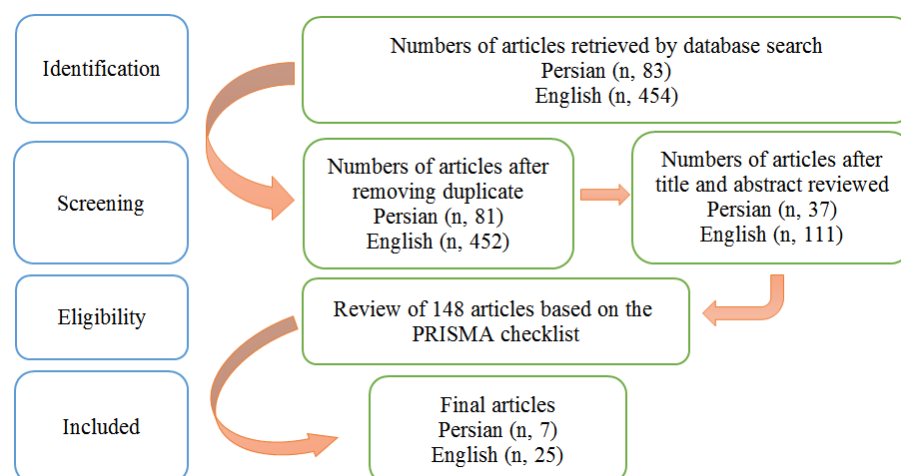 Identification
Numbers of articles retrieved by database search
Persian (n, 83)
English (n, 454)
Screening
Numbers of articles after
removing duplicate
Persian (n, 81)
English (n, 452)
Numbers of articles after
title and abstract reviewed
Persian (n, 37)
English (n, 111)
Eligibility
Review of 148 articles based on the
PRISMA checklist
Included
Final articles
Persian (n, 7)
English (n, 25)